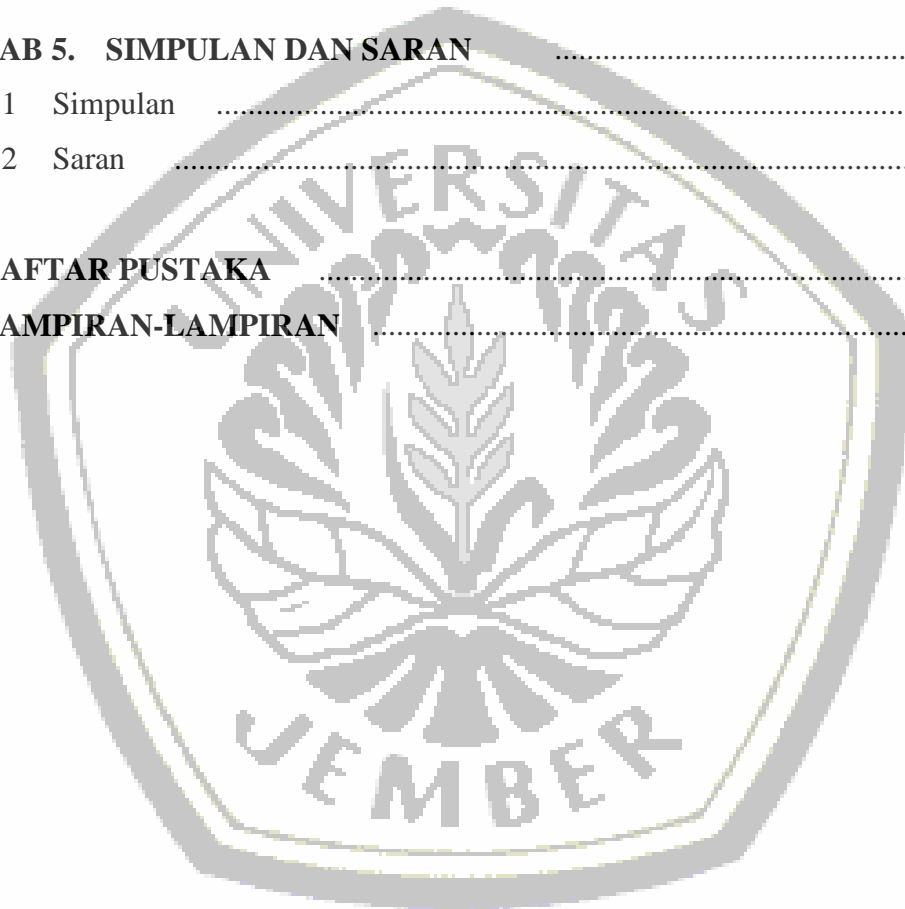 AB 5. SIMPULAN DAN SARAN ........................................
1 Simpulan ................................................................................
2 Saran .....................................................................................
AFTAR PUSTAKA ....................................................................
AMPIRAN-LAMPIRAN ..............................................................
UNIVERSITAS
JEMBER